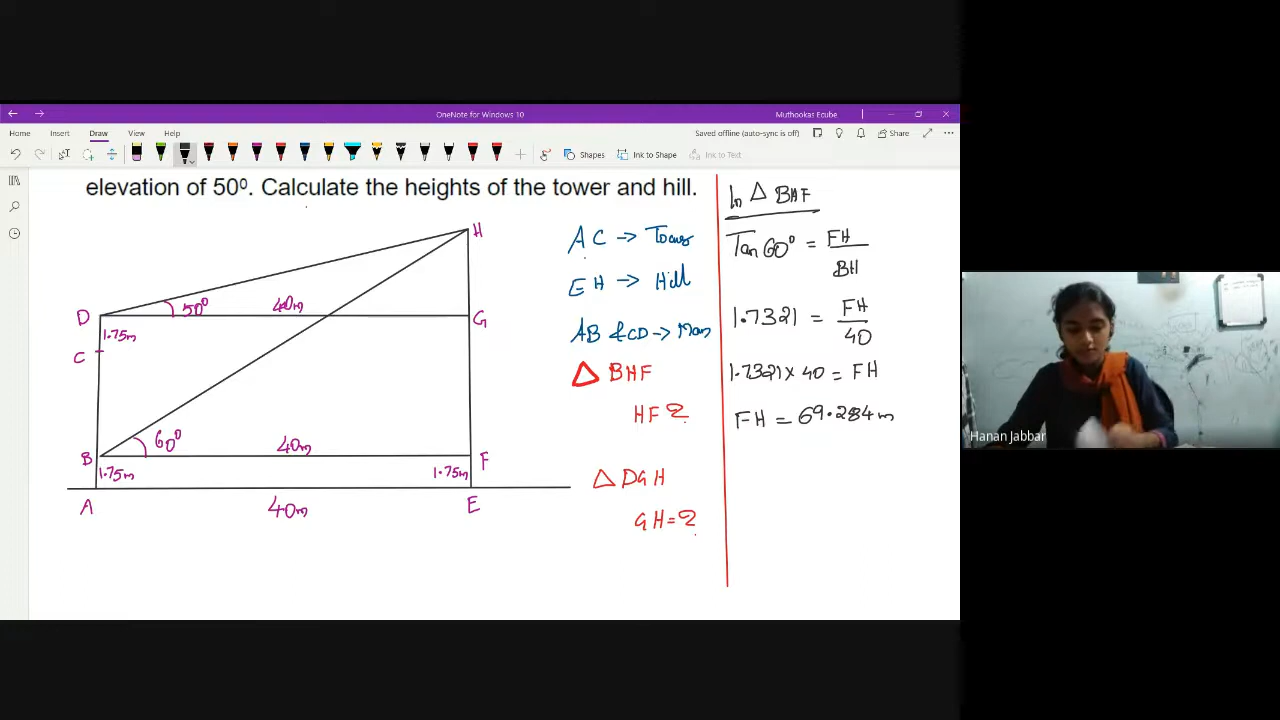 OneNote for Windows 10
Muthookas Ecube
Home Insert Draw View Help
Saved offline (auto-sync is off)
Share
Shapes
Ink to Shape
Ink to Text
elevation of 50⁰. Calculate the heights of the tower and hill.
H
D
50°
40m
G
1.75m
C
B
60°
40m
F
1.75m
1.75m
A
40m
E
AC → Tower
EH → Hill
AB & CD → Man
△ BHF
HF?
△ DGH
GH=?
In △ BHF
Tan 60° = FH
BH
1.7321 = FH
40
1.7321 x 40 = FH
FH = 69.284 m
Hanan Jabbar